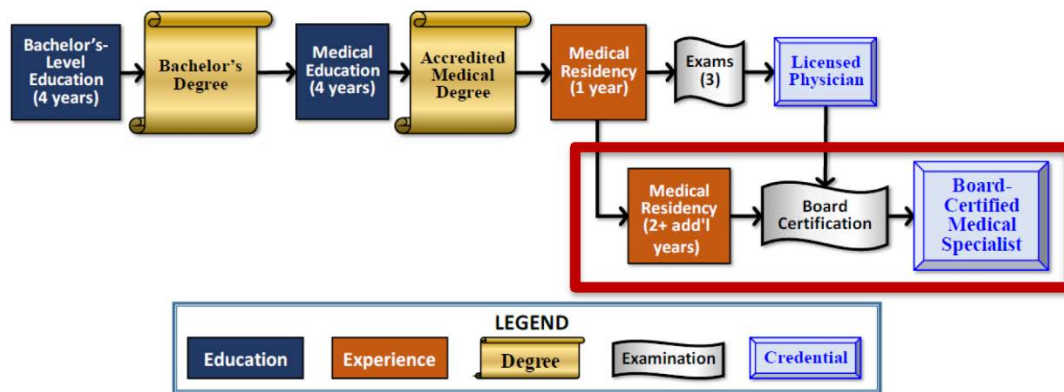 Bachelor's-
Level
Education
(4 years)
Bachelor's
Degree
Medical
Education
(4 years)
Accredited
Medical
Degree
Medical
Residency
(1 year)
Exams
(3)
Licensed
Physician
Medical
Residency
(2+ add'l
years)
Board
Certification
Board-
Certified
Medical
Specialist
LEGEND
Education
Experience
Degree
Examination
Credential